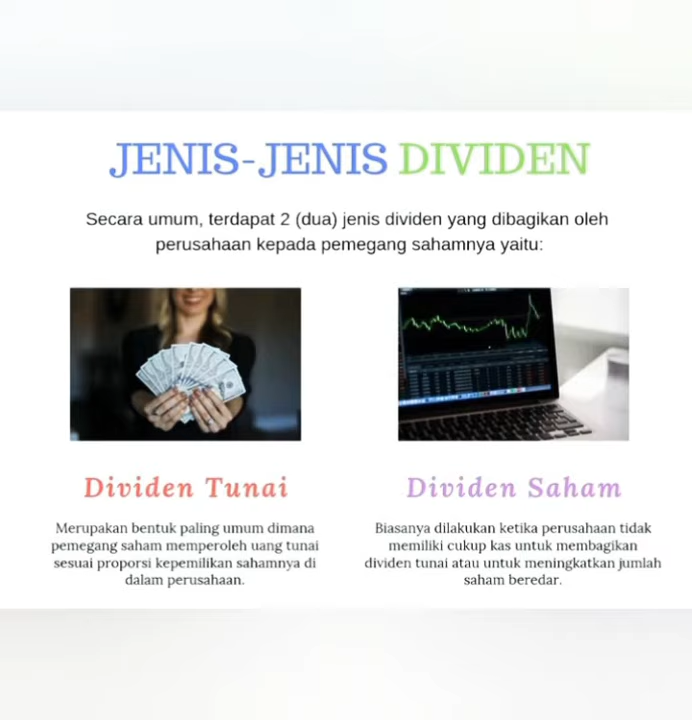 JENIS-JENIS DIVIDEN
Secara umum, terdapat 2 (dua) jenis dividen yang dibagikan oleh
perusahaan kepada pemegang sahamnya yaitu:
Dividen Tunai
Merupakan bentuk paling umum dimana
pemegang saham memperoleh uang tunai
sesuai proporsi kepemilikan sahamnya di
dalam perusahaan.
Dividen Saham
Biasanya dilakukan ketika perusahaan tidak
memiliki cukup kas untuk membagikan
dividen tunai atau untuk meningkatkan jumlah
saham beredar.